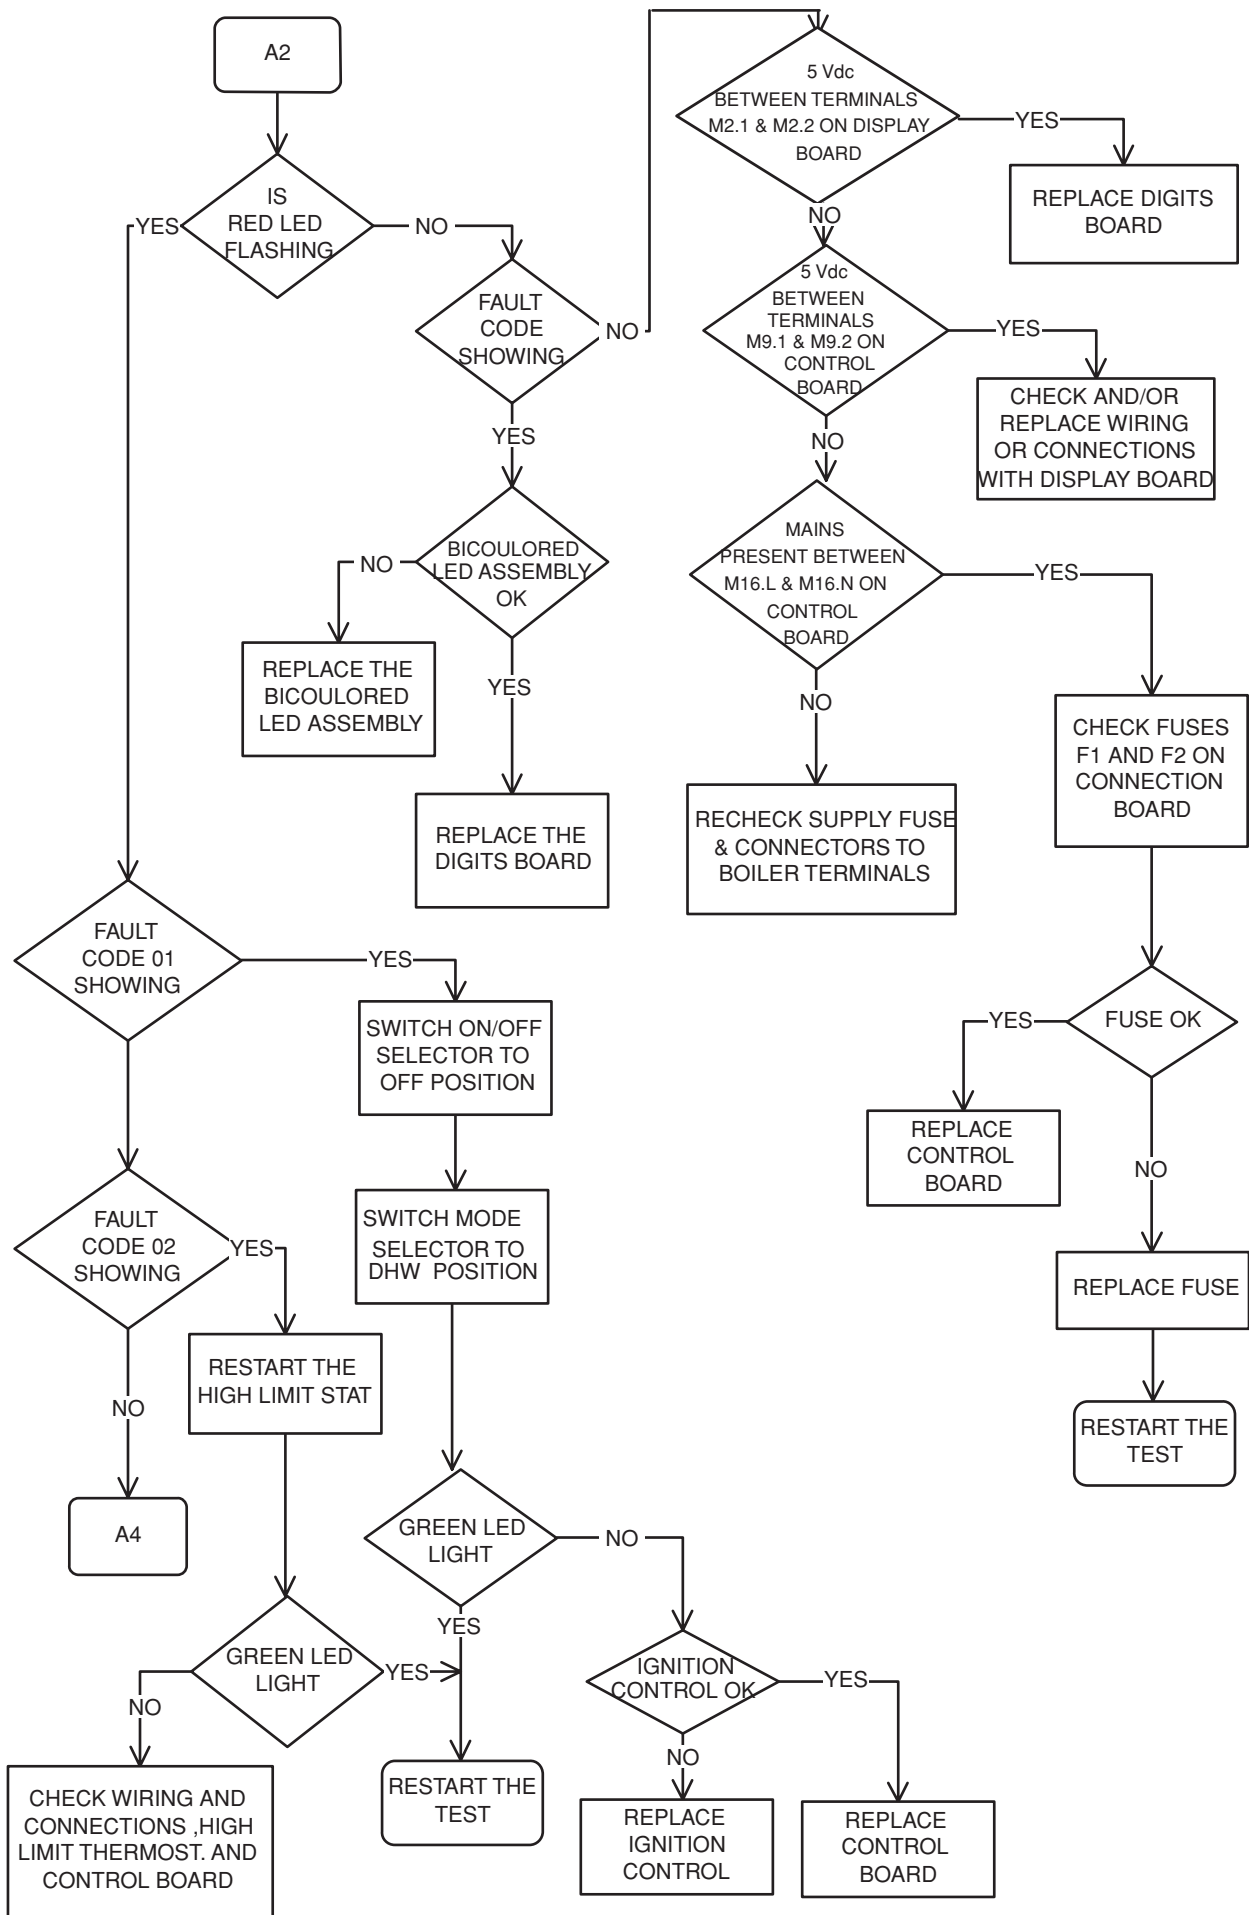 A2
IS
RED LED
FLASHING
YES
NO
FAULT
CODE
SHOWING
NO
YES
BICOULORED
LED ASSEMBLY
OK
NO
REPLACE THE
BICOULORED
LED ASSEMBLY
YES
REPLACE THE
DIGITS BOARD
5 Vdc
BETWEEN TERMINALS
M2.1 & M2.2 ON DISPLAY
BOARD
YES
REPLACE DIGITS
BOARD
NO
5 Vdc
BETWEEN
TERMINALS
M9.1 & M9.2 ON
CONTROL
BOARD
YES
CHECK AND/OR
REPLACE WIRING
OR CONNECTIONS
WITH DISPLAY BOARD
NO
MAINS
PRESENT BETWEEN
M16.L & M16.N ON
CONTROL
BOARD
YES
NO
RECHECK SUPPLY FUSE
& CONNECTORS TO
BOILER TERMINALS
CHECK FUSES
F1 AND F2 ON
CONNECTION
BOARD
FUSE OK
YES
REPLACE
CONTROL
BOARD
NO
REPLACE FUSE
RESTART THE
TEST
FAULT
CODE 01
SHOWING
YES
SWITCH ON/OFF
SELECTOR TO
OFF POSITION
SWITCH MODE
SELECTOR TO
DHW POSITION
FAULT
CODE 02
SHOWING
YES
RESTART THE
HIGH LIMIT STAT
NO
A4
GREEN LED
LIGHT
NO
YES
GREEN LED
LIGHT
YES
NO
CHECK WIRING AND
CONNECTIONS ,HIGH
LIMIT THERMOST. AND
CONTROL BOARD
RESTART THE
TEST
IGNITION
CONTROL OK
YES
NO
REPLACE
IGNITION
CONTROL
REPLACE
CONTROL
BOARD